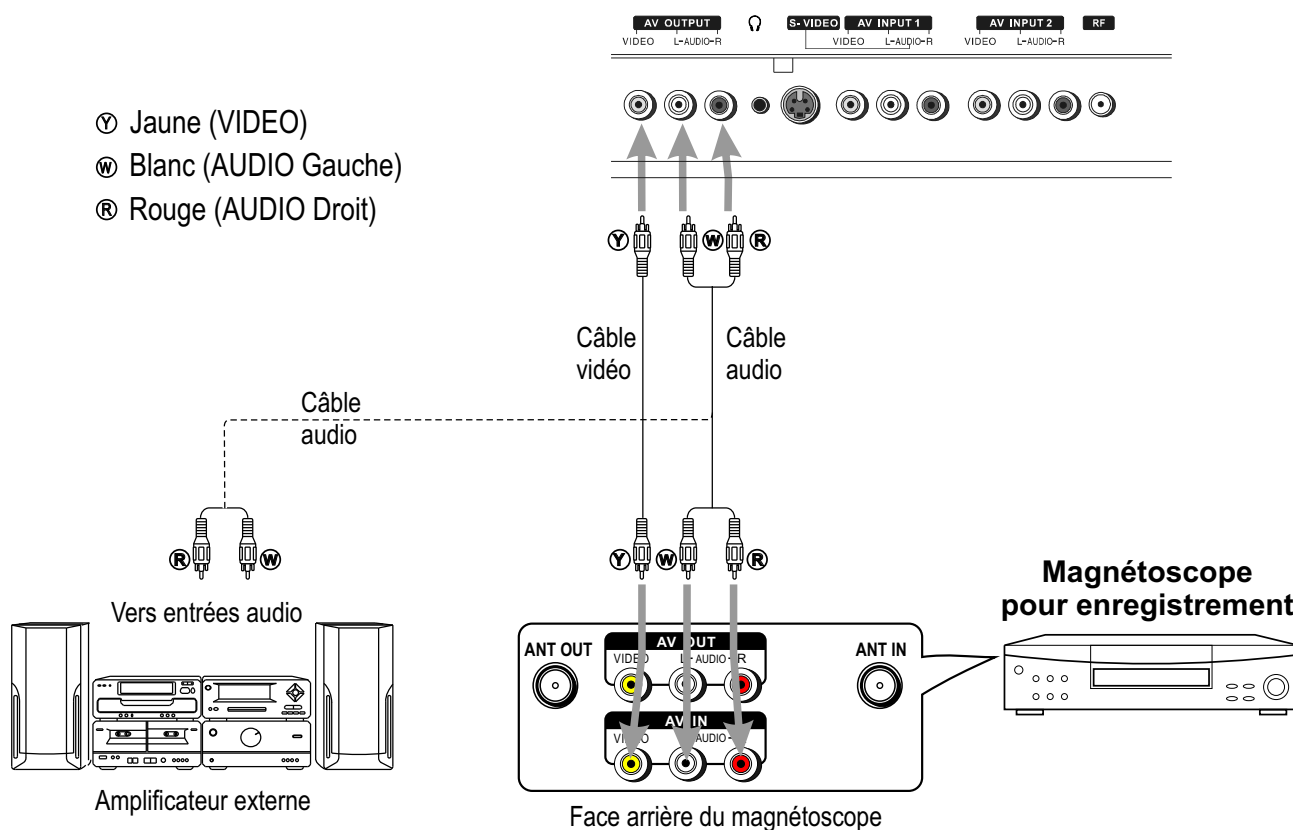 AV OUTPUT S-VIDEO AV INPUT 1 AV INPUT 2 RF
VIDEO L-AUDIO-R VIDEO L-AUDIO-R VIDEO L-AUDIO-R
Ⓨ Jaune (VIDEO)
Ⓦ Blanc (AUDIO Gauche)
Ⓡ Rouge (AUDIO Droit)
Ⓨ Ⓦ Ⓡ
Câble
vidéo
Câble
audio
Câble
audio
Ⓡ Ⓦ
Ⓨ Ⓦ Ⓡ
Vers entrées audio
Magnétoscope
pour enregistrement
ANT OUT
AV OUT
VIDEO L-AUDIO-R
ANT IN
AV IN
VIDEO AUDIO
Amplificateur externe
Face arrière du magnétoscope